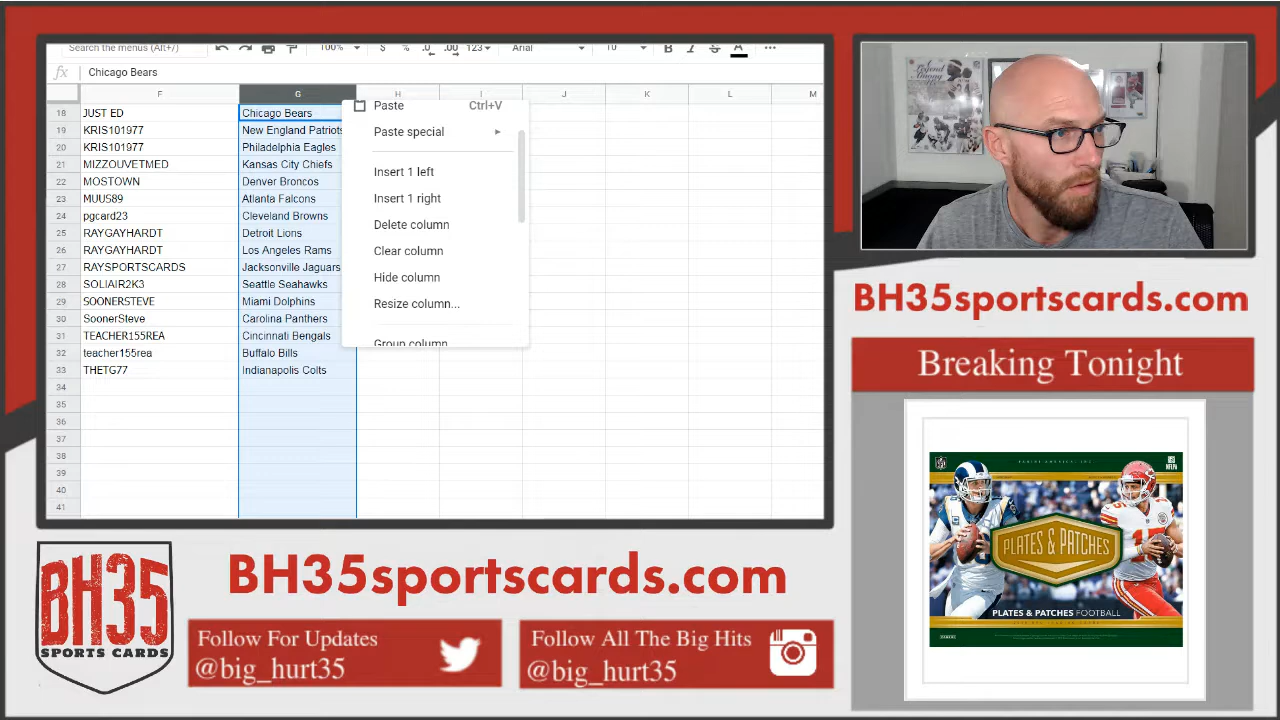 Search the menus (Alt+/)
100%
$ % .0 .00 123
Arial
10
B I S A
fx Chicago Bears
F G H I J K L M
18 JUST ED Chicago Bears
19 KRIS101977 New England Patriots
20 KRIS101977 Philadelphia Eagles
21 MIZZOUVETMED Kansas City Chiefs
22 MOSTOWN Denver Broncos
23 MUUS89 Atlanta Falcons
24 pgcard23 Cleveland Browns
25 RAYGAYHARDT Detroit Lions
26 RAYGAYHARDT Los Angeles Rams
27 RAYSPORTSCARDS Jacksonville Jaguars
28 SOLIAIR2K3 Seattle Seahawks
29 SOONERSTEVE Miami Dolphins
30 SoonerSteve Carolina Panthers
31 TEACHER155REA Cincinnati Bengals
32 teacher155rea Buffalo Bills
33 THETG77 Indianapolis Colts
34
35
36
37
38
39
40
41
Paste Ctrl+V
Paste special
Insert 1 left
Insert 1 right
Delete column
Clear column
Hide column
Resize column...
Group column
BH35sportscards.com
Breaking Tonight
PLATES & PATCHES
PLATES & PATCHES FOOTBALL
BH35
SPORTS CARDS
BH35sportscards.com
Follow For Updates
@big_hurt35
Follow All The Big Hits
@big_hurt35